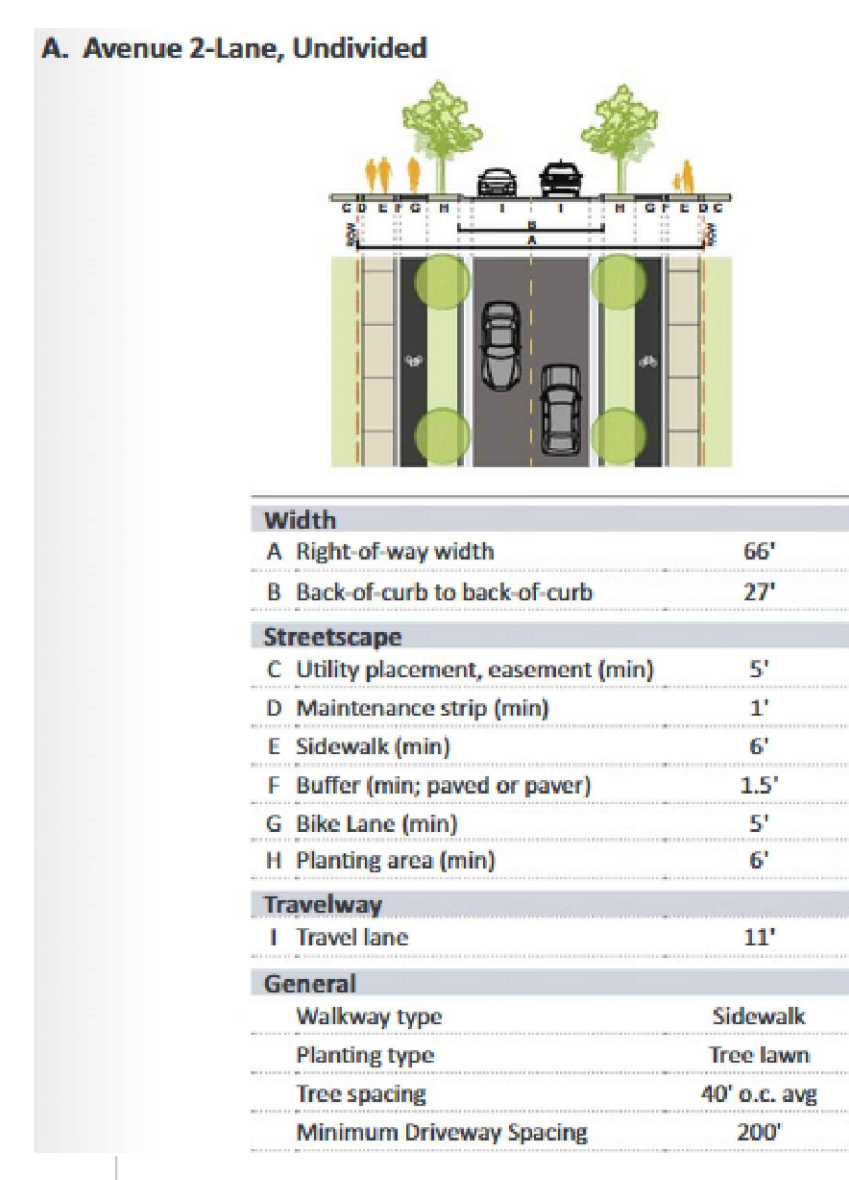 A. Avenue 2-Lane, Undivided
C D E F G H I I H G F E D C
B
ROW A ROW
Width
A Right-of-way width 66'
B Back-of-curb to back-of-curb 27'
Streetscape
C Utility placement, easement (min) 5'
D Maintenance strip (min) 1'
E Sidewalk (min) 6'
F Buffer (min; paved or paver) 1.5'
G Bike Lane (min) 5'
H Planting area (min) 6'
Travelway
I Travel lane 11'
General
Walkway type Sidewalk
Planting type Tree lawn
Tree spacing 40' o.c. avg
Minimum Driveway Spacing 200'